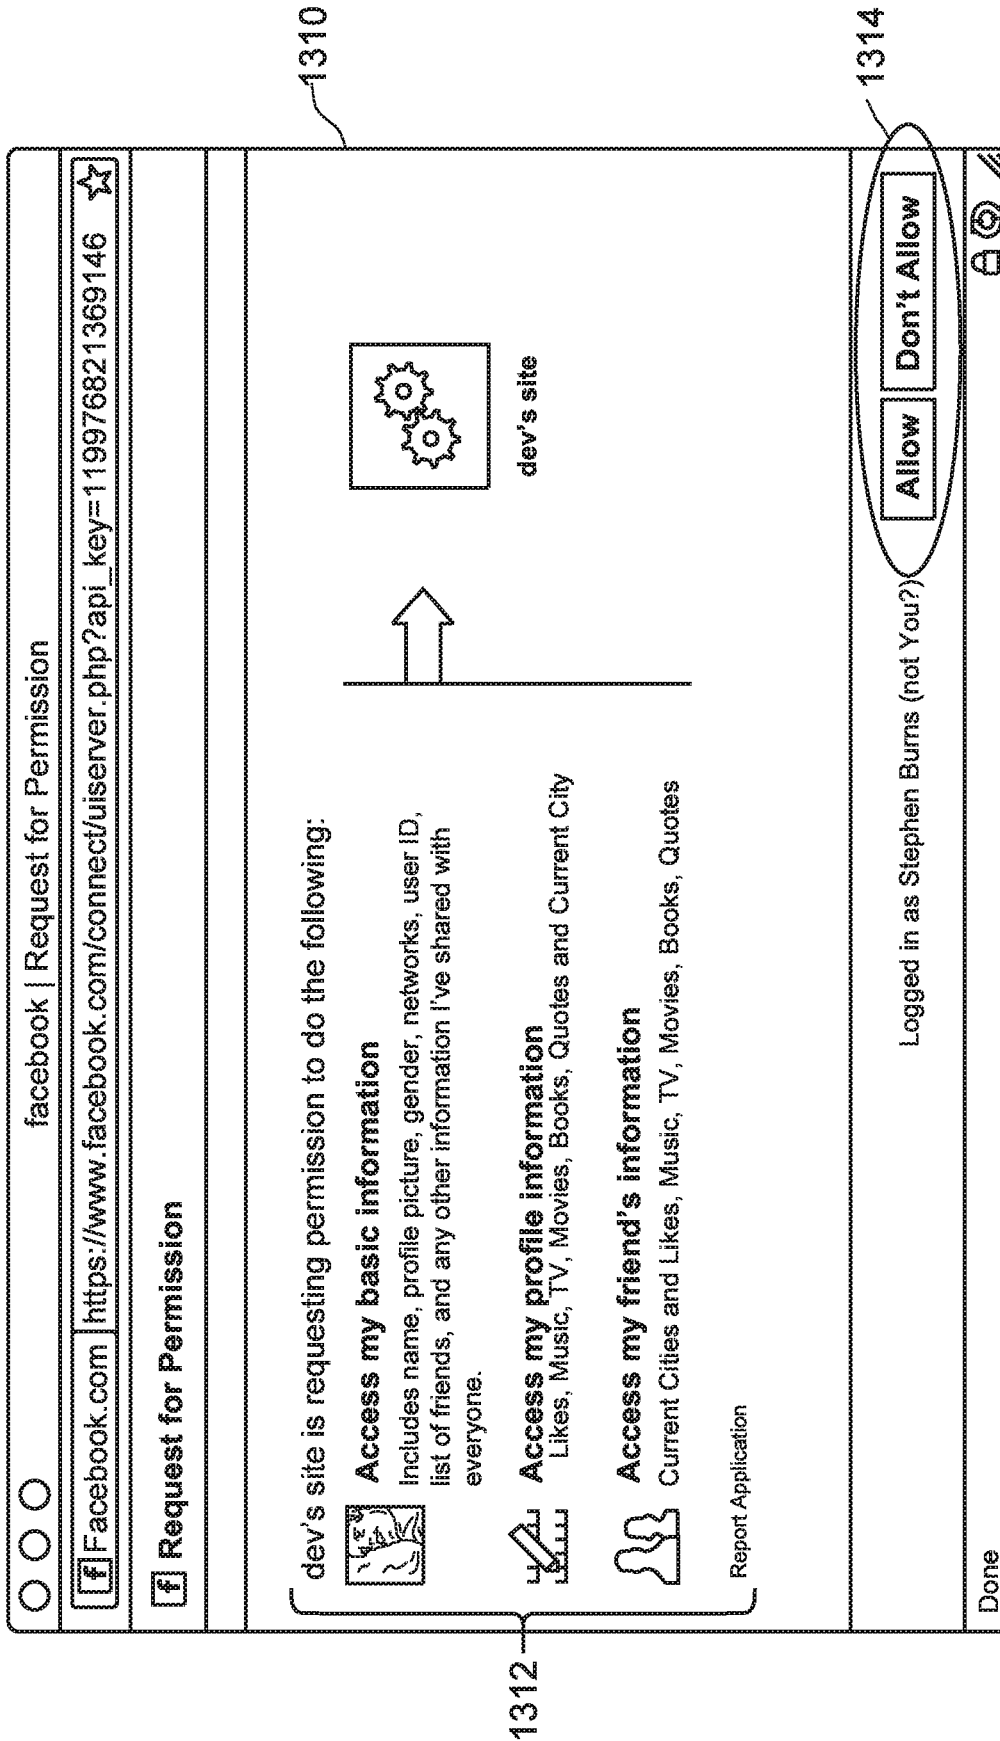 facebook | Request for Permission
f Facebook.com https://www.facebook.com/connect/uiserver.php?api_key=119976821369146
f Request for Permission
1310
dev's site is requesting permission to do the following:
Access my basic information
Includes name, profile picture, gender, networks, user ID,
list of friends, and any other information I've shared with
everyone.
dev's site
1312
Access my profile information
Likes, Music, TV, Movies, Books, Quotes and Current City
Access my friend's information
Current Cities and Likes, Music, TV, Movies, Books, Quotes
Report Application
Logged in as Stephen Burns (not You?)
Allow
Don't Allow
1314
Done